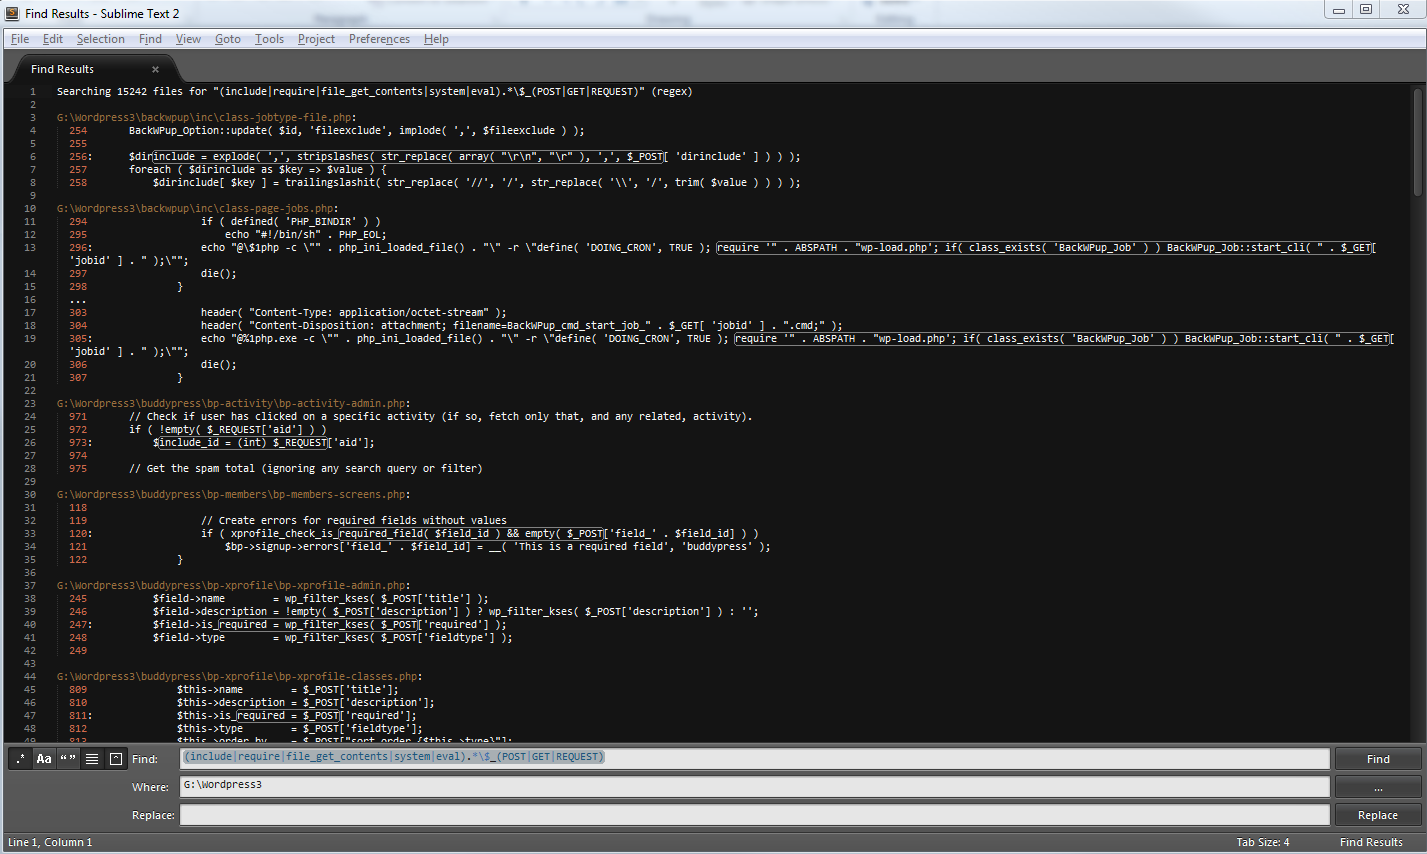 Find Results - Sublime Text 2
File Edit Selection Find View Goto Tools Project Preferences Help
Find Results ×
1 Searching 15242 files for "(include|require|file_get_contents|system|eval).*\$_(POST|GET|REQUEST)" (regex)
2
3 G:\Wordpress3\backwpup\inc\class-jobtype-file.php:
4 254 BackWPup_Option::update( $id, 'fileexclude', implode( ',', $fileexclude ) );
5 255
6 256: $dirinclude = explode( ',', stripslashes( str_replace( array( "\r\n", "\r" ), ',', $_POST[ 'dirinclude' ] ) ) );
7 257 foreach ( $dirinclude as $key => $value ) {
8 258 $dirinclude[ $key ] = trailingslashit( str_replace( '//', '/', str_replace( '\\', '/', trim( $value ) ) ) );
9
10 G:\Wordpress3\backwpup\inc\class-page-jobs.php:
11 294 if ( defined( 'PHP_BINDIR' ) )
12 295 echo "#!/bin/sh" . PHP_EOL;
13 296: echo "@\$1php -c \"" . php_ini_loaded_file() . "\" -r \"define( 'DOING_CRON', TRUE ); require '" . ABSPATH . "wp-load.php'; if( class_exists( 'BackWPup_Job' ) ) BackWPup_Job::start_cli( " . $_GET[
'jobid' ] . " );\"";
14 297 die();
15 298 }
16 ...
17 303 header( "Content-Type: application/octet-stream" );
18 304 header( "Content-Disposition: attachment; filename=BackWPup_cmd_start_job_" . $_GET[ 'jobid' ] . ".cmd;" );
19 305: echo "@%1php.exe -c \"" . php_ini_loaded_file() . "\" -r \"define( 'DOING_CRON', TRUE ); require '" . ABSPATH . "wp-load.php'; if( class_exists( 'BackWPup_Job' ) ) BackWPup_Job::start_cli( " . $_GET[
'jobid' ] . " );\"";
20 306 die();
21 307 }
22
23 G:\Wordpress3\buddypress\bp-activity\bp-activity-admin.php:
24 971 // Check if user has clicked on a specific activity (if so, fetch only that, and any related, activity).
25 972 if ( !empty( $_REQUEST['aid'] ) )
26 973: $include_id = (int) $_REQUEST['aid'];
27 974
28 975 // Get the spam total (ignoring any search query or filter)
29
30 G:\Wordpress3\buddypress\bp-members\bp-members-screens.php:
31 118
32 119 // Create errors for required fields without values
33 120: if ( xprofile_check_is_required_field( $field_id ) && empty( $_POST['field_' . $field_id] ) )
34 121 $bp->signup->errors['field_' . $field_id] = __( 'This is a required field', 'buddypress' );
35 122 }
36
37 G:\Wordpress3\buddypress\bp-xprofile\bp-xprofile-admin.php:
38 245 $field->name = wp_filter_kses( $_POST['title'] );
39 246 $field->description = !empty( $_POST['description'] ) ? wp_filter_kses( $_POST['description'] ) : '';
40 247: $field->is_required = wp_filter_kses( $_POST['required'] );
41 248 $field->type = wp_filter_kses( $_POST['fieldtype'] );
42 249
43
44 G:\Wordpress3\buddypress\bp-xprofile\bp-xprofile-classes.php:
45 809 $this->name = $_POST['title'];
46 810 $this->description = $_POST['description'];
47 811: $this->is_required = $_POST['required'];
48 812 $this->type = $_POST['fieldtype'];
49 813 $this->order_by = $_POST["sort_order_{$this->type}"];
.* Aa “ ” Find: (include|require|file_get_contents|system|eval).*\$_(POST|GET|REQUEST) Find
Where: G:\Wordpress3 ...
Replace: Replace
Line 1, Column 1 Tab Size: 4 Find Results